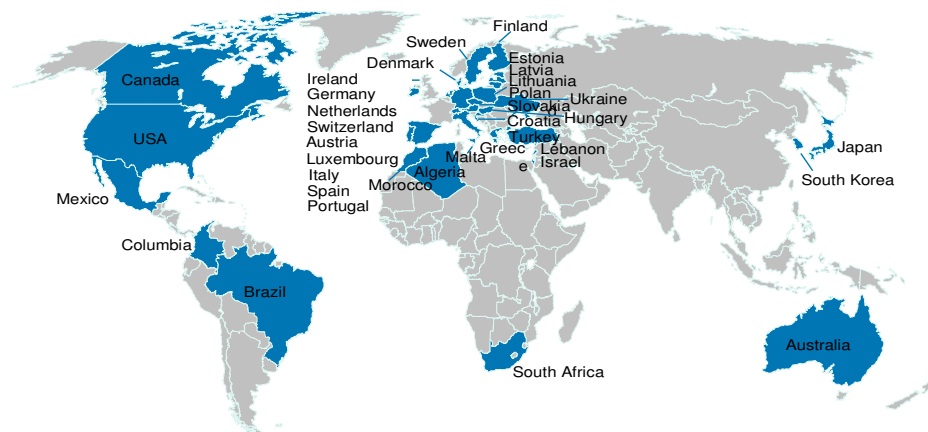 Finland
Sweden
Denmark
Estonia
Latvia
Lithuania
Polan
d
Ukraine
Slovakia
Hungary
Croatia
Turkey
Greec
e
Lebanon
Israel
Malta
Algeria
Morocco
Ireland
Germany
Netherlands
Switzerland
Austria
Luxembourg
Italy
Spain
Portugal
Canada
USA
Mexico
Columbia
Brazil
South Africa
Japan
South Korea
Australia